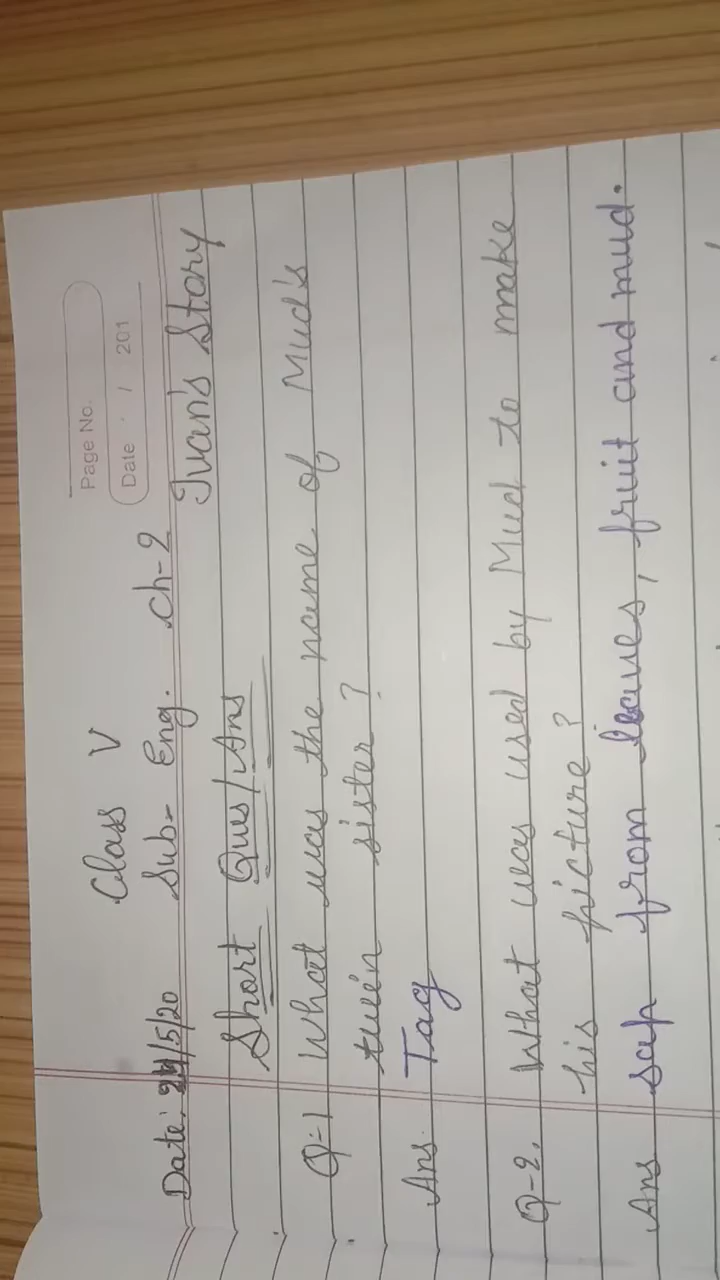 Page No.
Date / / 201
Class V
Date: /5/20 Sub- Eng. Ch-2
Ivan's Story
Short Ques/Ans
Q-1 What was the name of Mud's
twin sister?
Ans. Tag
Q-2. What was used by Mud to make
his picture?
Ans sap from leaves, fruit and mud.